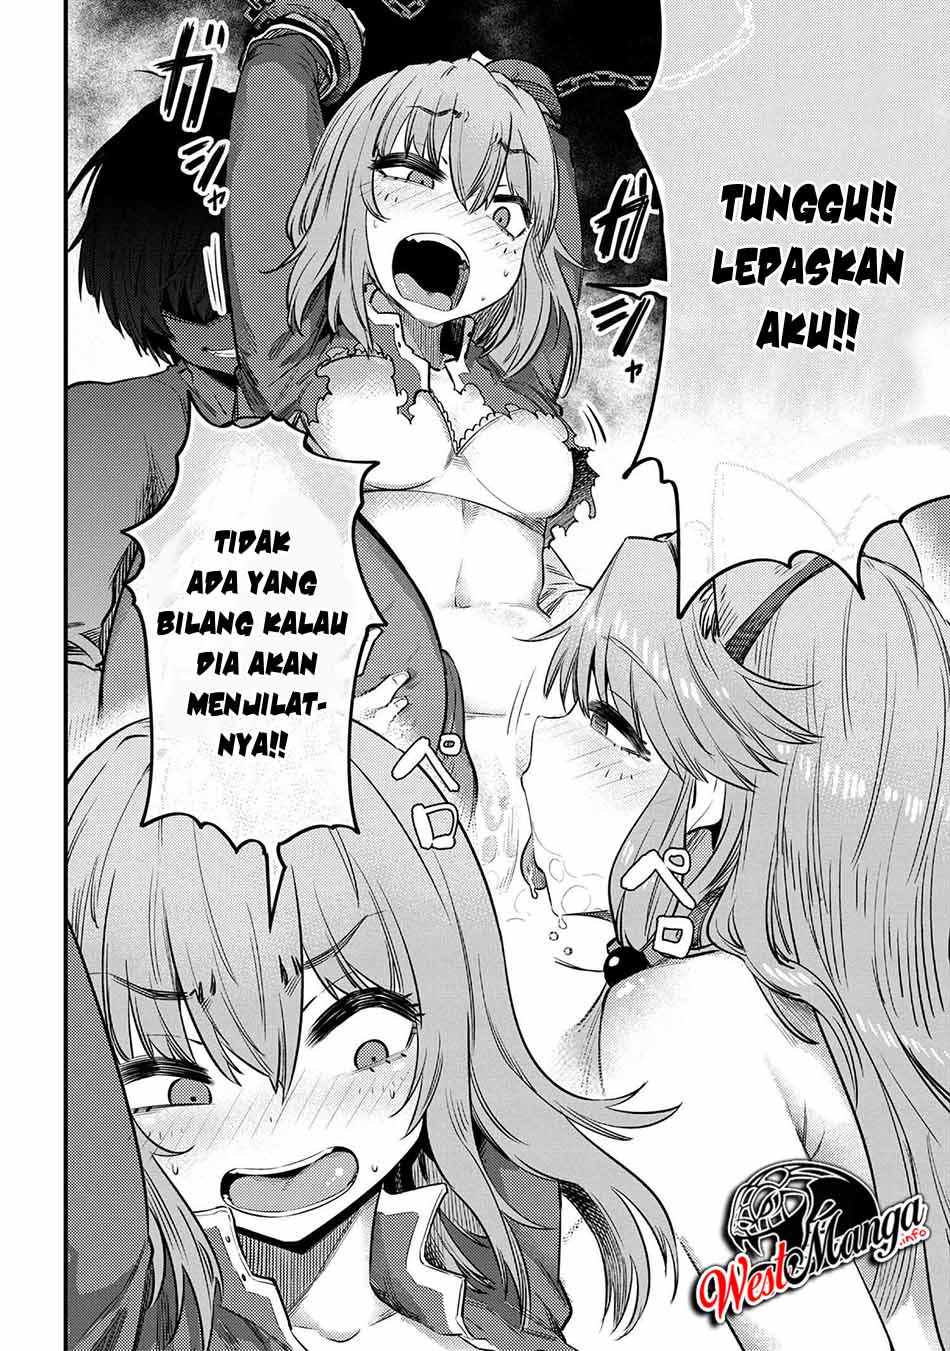 TUNGGU!!
LEPASKAN
AKU!!
ガ
シャ
ガ
シャ
TIDAK
ADA YANG
BILANG KALAU
DIA AKAN
MENJILAT-
NYA!!
ペ
ロ
ペ
ロ
WestManga
.info